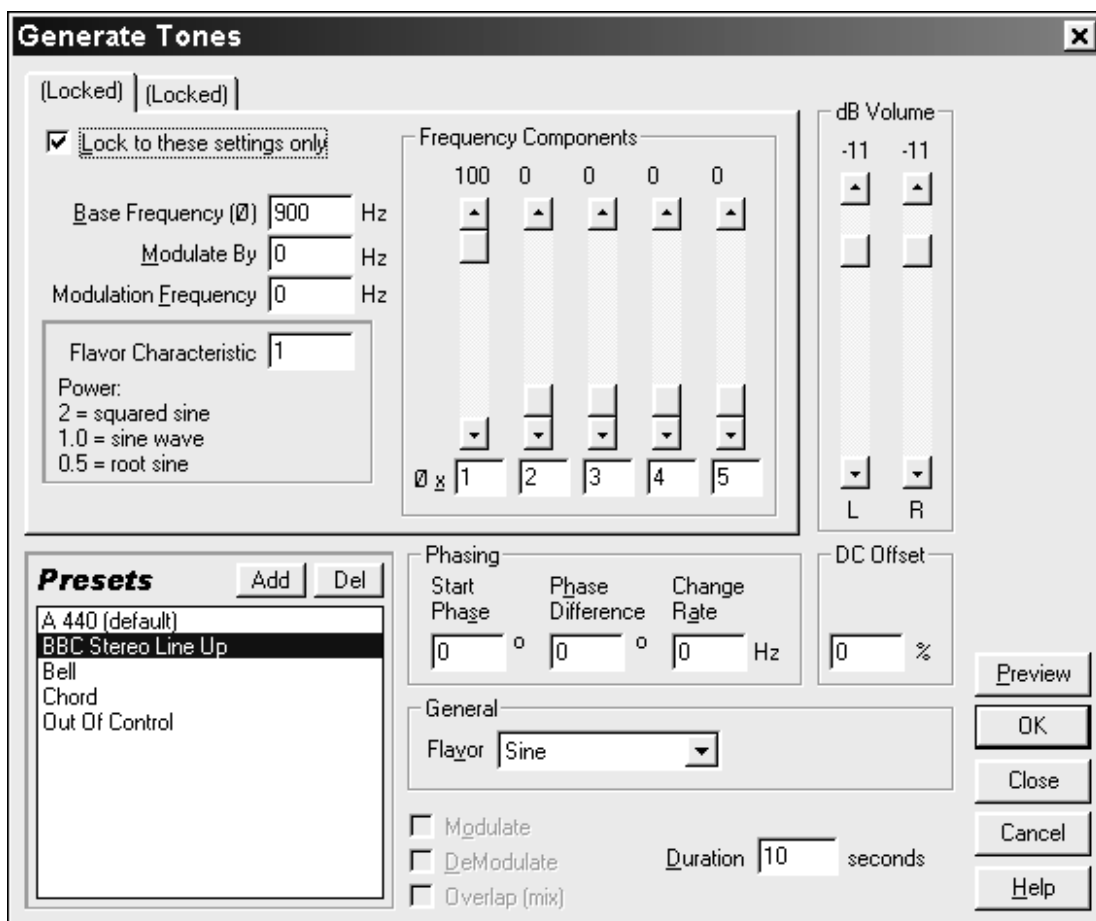 Generate Tones
(Locked) (Locked)
Lock to these settings only
Base Frequency (Ø) 900 Hz
Modulate By 0 Hz
Modulation Frequency 0 Hz
Flavor Characteristic 1
Power:
2 = squared sine
1.0 = sine wave
0.5 = root sine
Frequency Components
100 0 0 0 0
Ø x 1 2 3 4 5
dB Volume
-11 -11
L R
Presets Add Del
A 440 (default)
BBC Stereo Line Up
Bell
Chord
Out Of Control
Phasing
Start Phase Phase Difference Change Rate
0 o 0 o 0 Hz
DC Offset
0 %
General
Flavor Sine
Modulate
DeModulate
Overlap (mix)
Duration 10 seconds
Preview
OK
Close
Cancel
Help